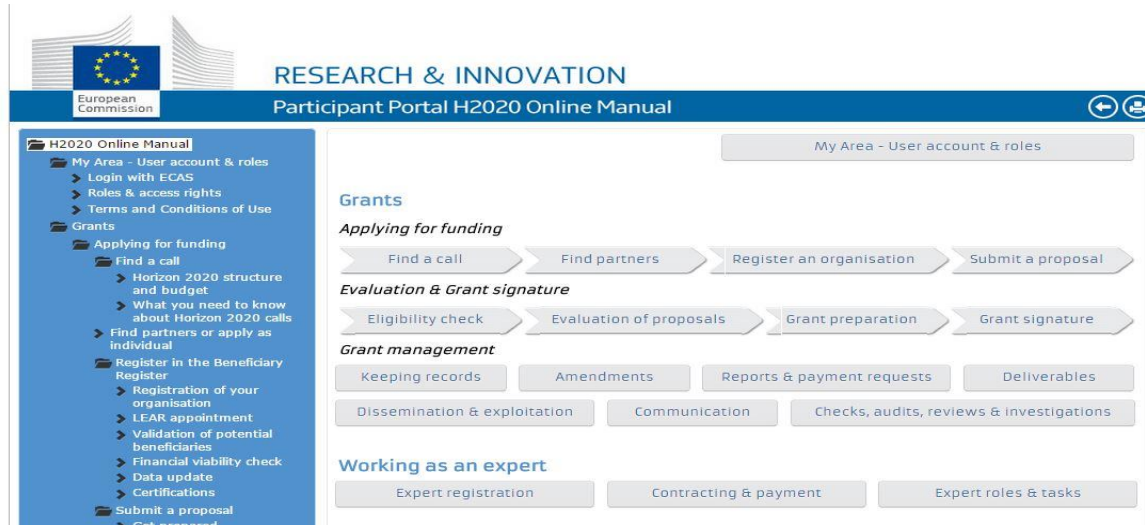 European
Commission
RESEARCH & INNOVATION
Participant Portal H2020 Online Manual
H2020 Online Manual
My Area - User account & roles
Login with ECAS
Roles & access rights
Terms and Conditions of Use
Grants
Applying for funding
Find a call
Horizon 2020 structure
and budget
What you need to know
about Horizon 2020 calls
Find partners or apply as
individual
Register in the Beneficiary
Register
Registration of your
organisation
LEAR appointment
Validation of potential
beneficiaries
Financial viability check
Data update
Certifications
Submit a proposal
Get prepared
My Area - User account & roles
Grants
Applying for funding
Find a call
Find partners
Register an organisation
Submit a proposal
Evaluation & Grant signature
Eligibility check
Evaluation of proposals
Grant preparation
Grant signature
Grant management
Keeping records
Amendments
Reports & payment requests
Deliverables
Dissemination & exploitation
Communication
Checks, audits, reviews & investigations
Working as an expert
Expert registration
Contracting & payment
Expert roles & tasks